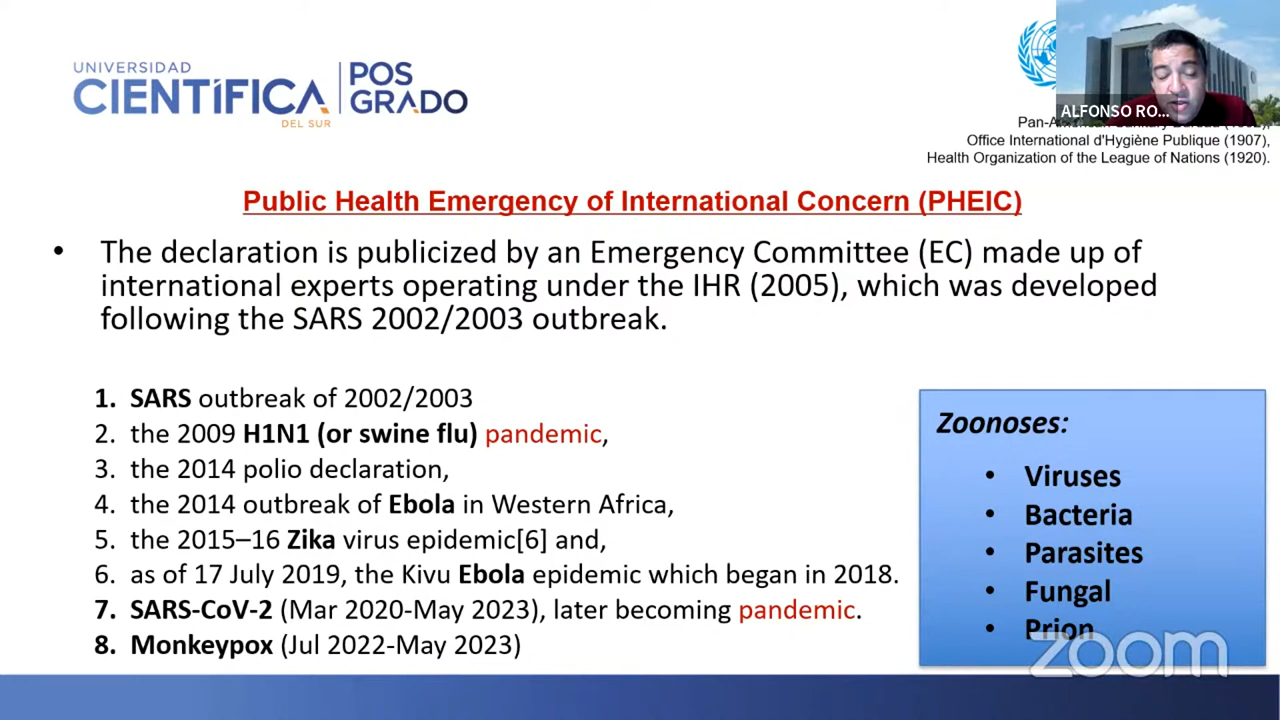 UNIVERSIDAD
CIENTÍFICA
DEL SUR
POS
GRADO
ALFONSO RO...
Office International d'Hygiène Publique (1907),
Health Organization of the League of Nations (1920).
Public Health Emergency of International Concern (PHEIC)
• The declaration is publicized by an Emergency Committee (EC) made up of
international experts operating under the IHR (2005), which was developed
following the SARS 2002/2003 outbreak.
1. SARS outbreak of 2002/2003
2. the 2009 H1N1 (or swine flu) pandemic,
3. the 2014 polio declaration,
4. the 2014 outbreak of Ebola in Western Africa,
5. the 2015–16 Zika virus epidemic[6] and,
6. as of 17 July 2019, the Kivu Ebola epidemic which began in 2018.
7. SARS-CoV-2 (Mar 2020-May 2023), later becoming pandemic.
8. Monkeypox (Jul 2022-May 2023)
Zoonoses:
• Viruses
• Bacteria
• Parasites
• Fungal
• Prion
zoom